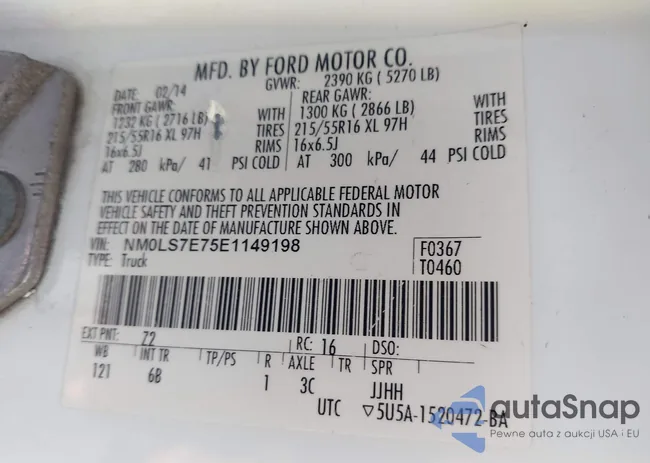 MFD. BY FORD MOTOR CO.
DATE: 02/14 GVWR: 2390 KG ( 5270 LB)
FRONT GAWR: REAR GAWR:
1232 KG ( 2716 LB) WITH 1300 KG ( 2866 LB) WITH
215/55R16 XL 97H TIRES 215/55R16 XL 97H TIRES
16x6.5J RIMS 16x6.5J RIMS
AT 280 kPa/ 41 PSI COLD AT 300 kPa/ 44 PSI COLD
THIS VEHICLE CONFORMS TO ALL APPLICABLE FEDERAL MOTOR
VEHICLE SAFETY AND THEFT PREVENTION STANDARDS IN
EFFECT ON THE DATE OF MANUFACTURE SHOWN ABOVE.
VIN: NM0LS7E75E1149198 F0367
TYPE: Truck T0460
EXT PNT: Z2 RC: 16 DSO:
WB INT TR TP/PS R AXLE TR SPR
121 6B 1 3C JJHH
UTC ▽5U5A-1520472-BA
autaSnap
Pewne auta z aukcji USA i EU